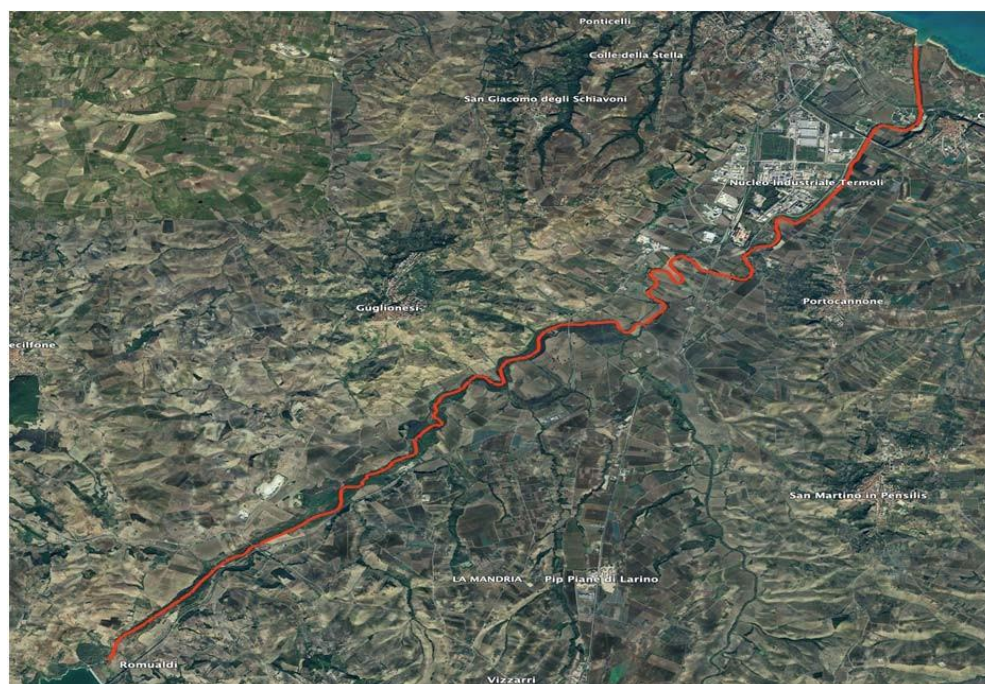 Ponticelli
Colle della Stella
San Giacomo degli Schiavoni
Nucleo Industriale Termoli
Guglionesi
Portocannone
ecilfone
San Martino in Pensilis
LA MANDRIA
Pip Piane di Larino
Romualdi
Vizzarri
C